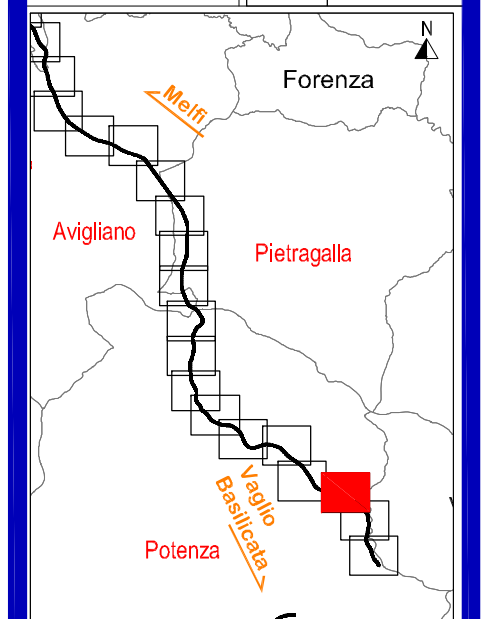 N
Forenza
Melfi
Avigliano
Pietragalla
Vaglio
Basilicata
Potenza